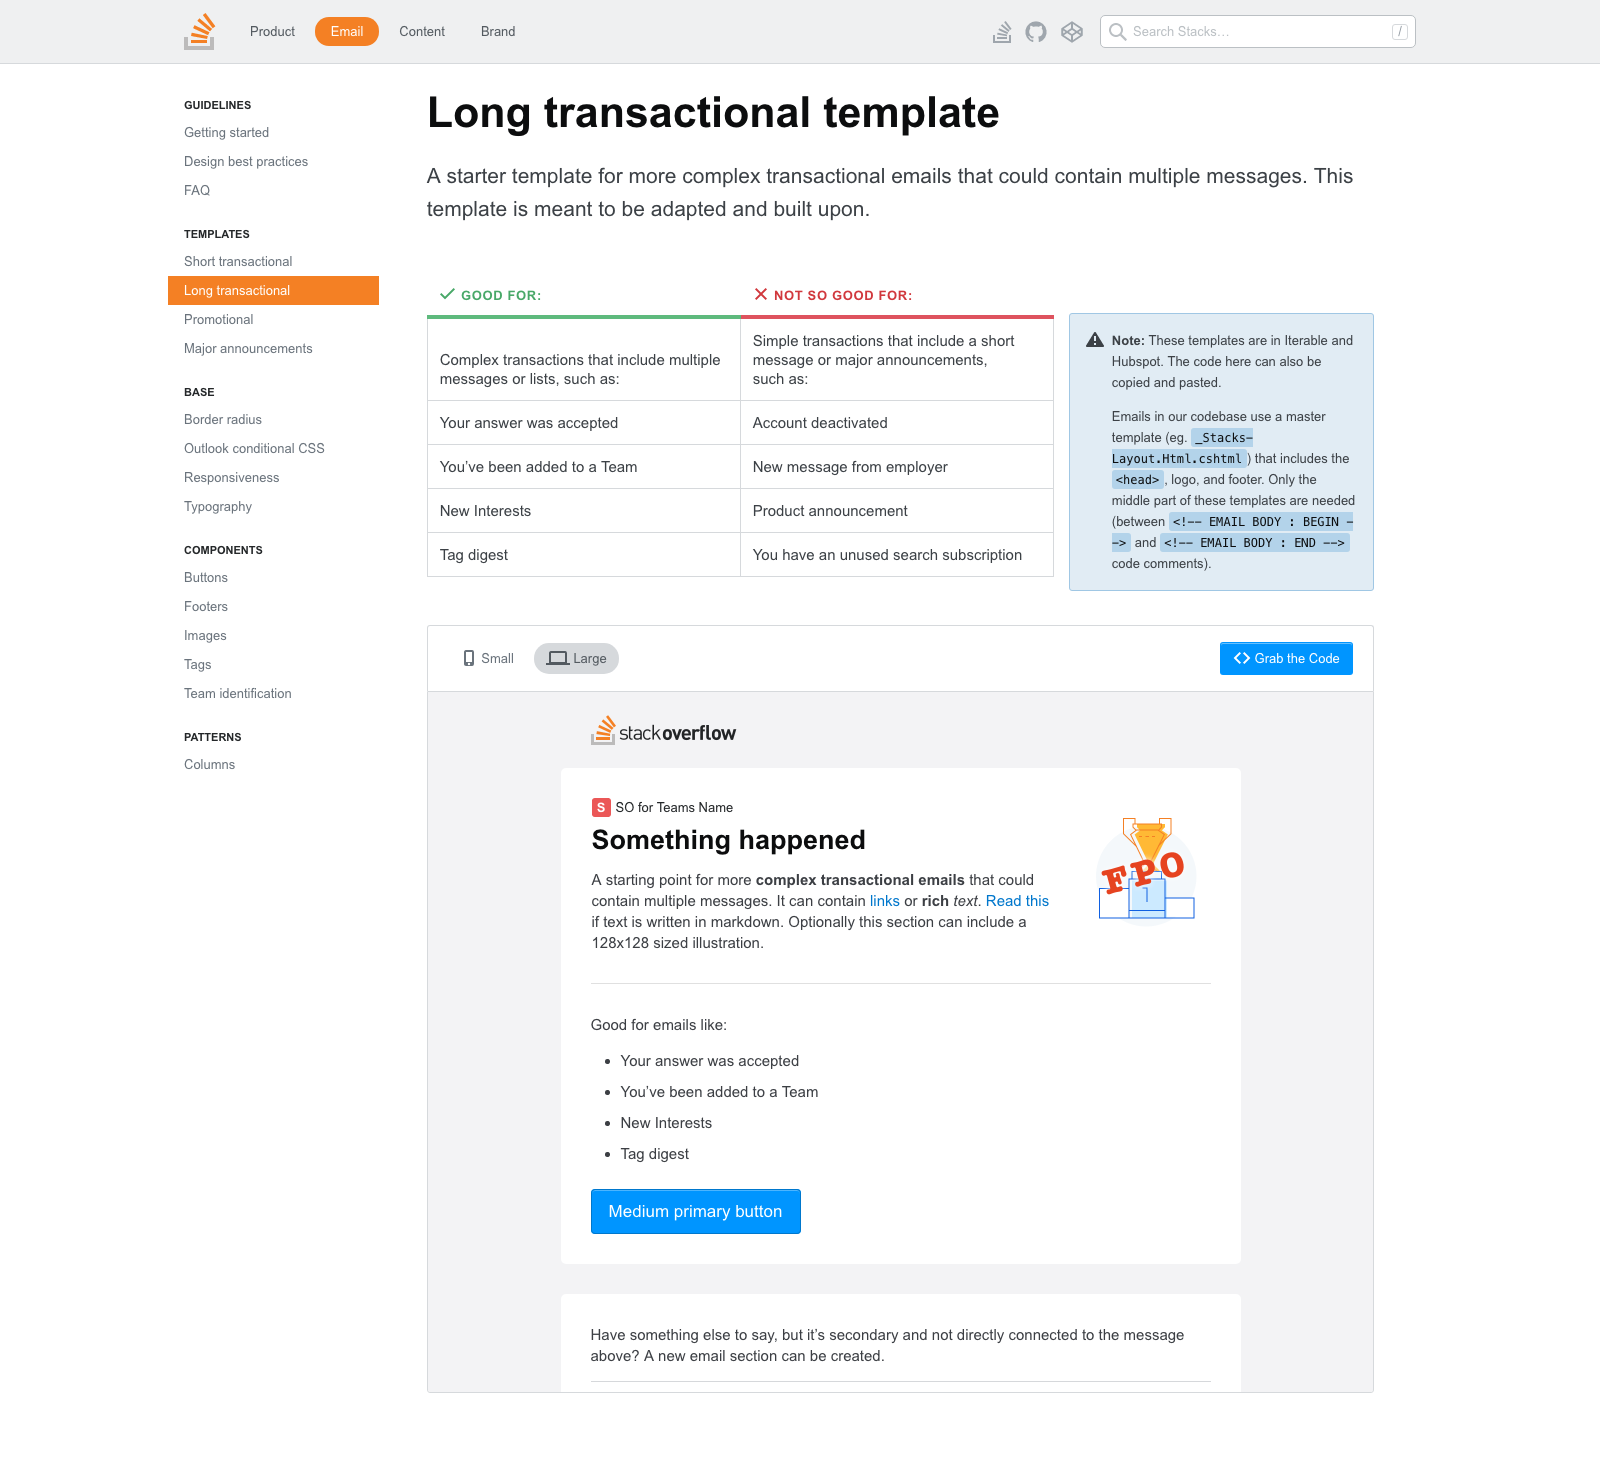 Product Email Content Brand Search Stacks… /
GUIDELINES
Getting started
Design best practices
FAQ
TEMPLATES
Short transactional
Long transactional
Promotional
Major announcements
BASE
Border radius
Outlook conditional CSS
Responsiveness
Typography
COMPONENTS
Buttons
Footers
Images
Tags
Team identification
PATTERNS
Columns
Long transactional template
A starter template for more complex transactional emails that could contain multiple messages. This
template is meant to be adapted and built upon.
GOOD FOR: NOT SO GOOD FOR:
Complex transactions that include multiple
messages or lists, such as:
Simple transactions that include a short
message or major announcements,
such as:
Your answer was accepted Account deactivated
You’ve been added to a Team New message from employer
New Interests Product announcement
Tag digest You have an unused search subscription
Note: These templates are in Iterable and
Hubspot. The code here can also be
copied and pasted.
Emails in our codebase use a master
template (eg. _Stacks-
Layout.Html.cshtml) that includes the
<head>, logo, and footer. Only the
middle part of these templates are needed
(between <!-- EMAIL BODY : BEGIN -
-> and <!-- EMAIL BODY : END -->
code comments).
Small Large Grab the Code
stackoverflow
S SO for Teams Name
Something happened
A starting point for more complex transactional emails that could
contain multiple messages. It can contain links or rich text. Read this
if text is written in markdown. Optionally this section can include a
128x128 sized illustration.
FPO
1
Good for emails like:
• Your answer was accepted
• You’ve been added to a Team
• New Interests
• Tag digest
Medium primary button
Have something else to say, but it’s secondary and not directly connected to the message
above? A new email section can be created.